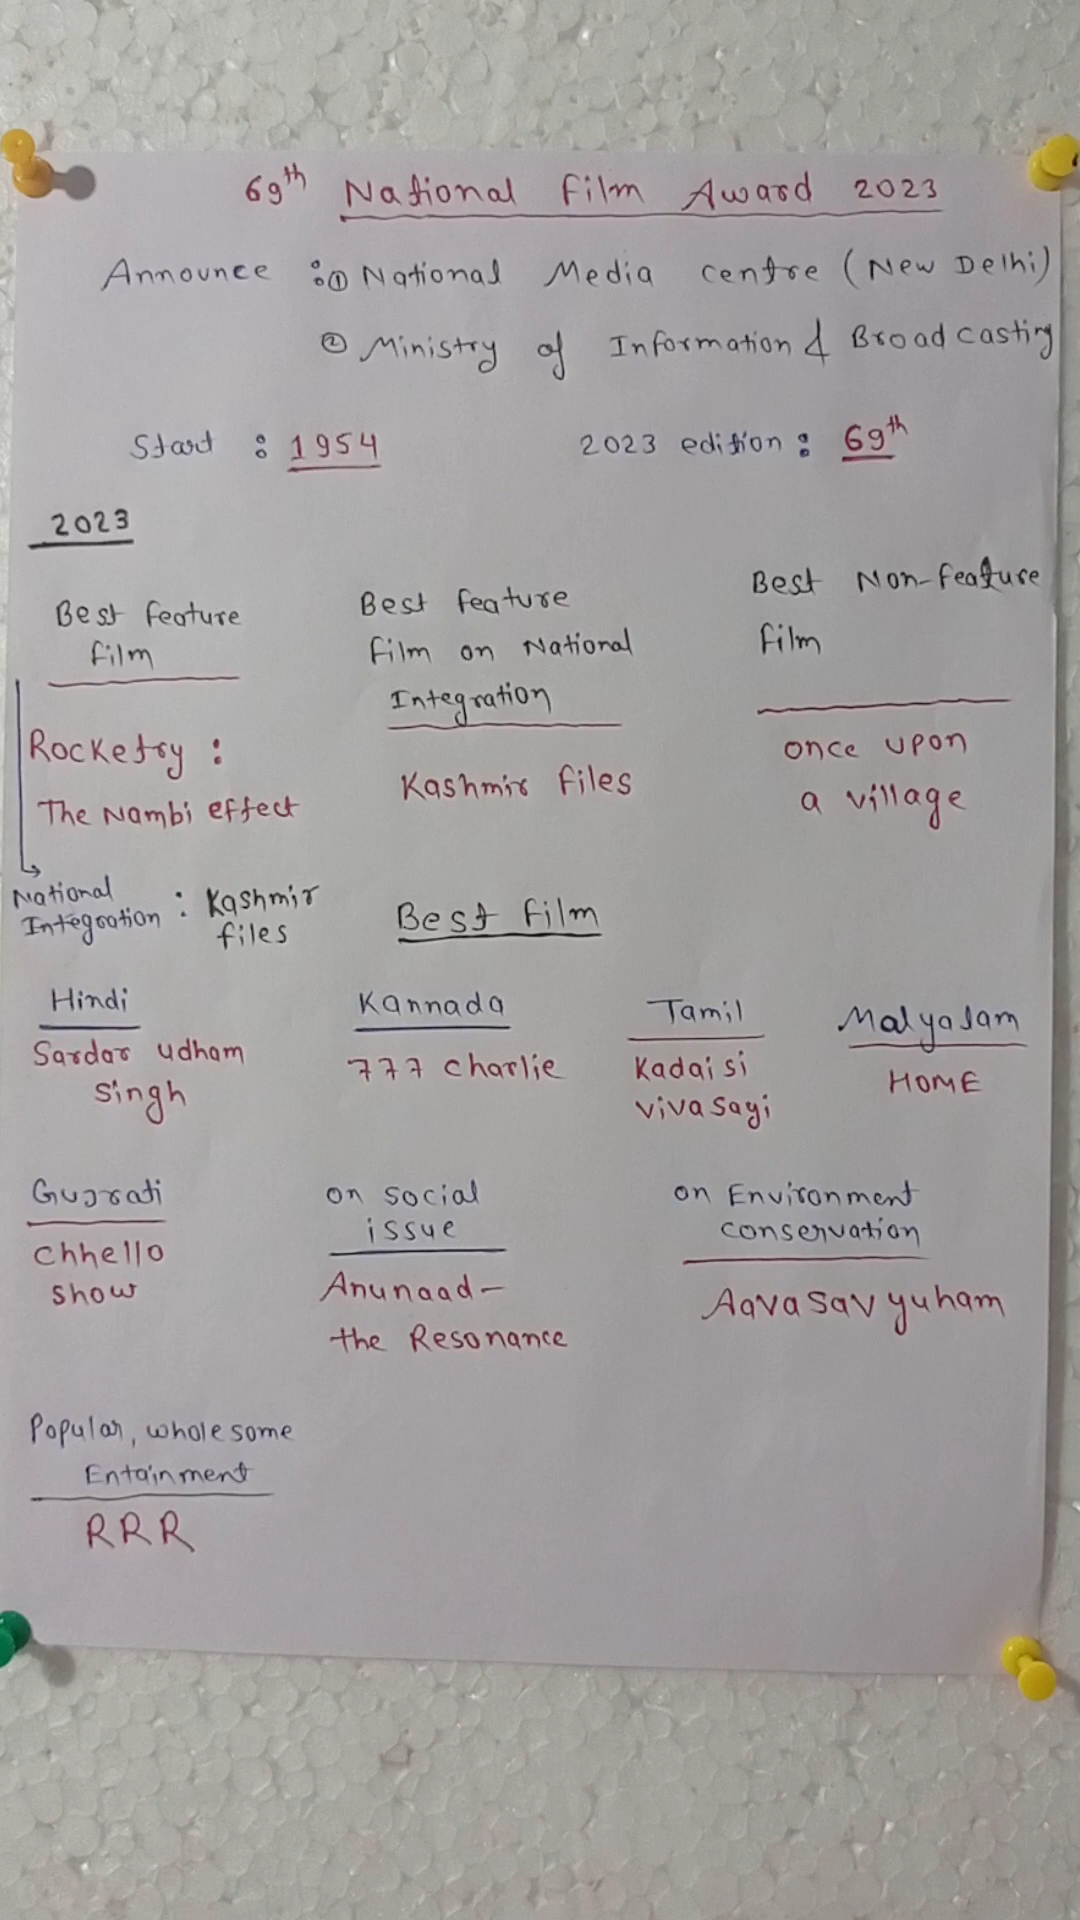 69th National Film Award 2023
Announce : ① National Media centre (New Delhi)
② Ministry of Information & Broadcasting
Start : 1954
2023 edition : 69th
2023
Best feature
film
Rocketry :
The Nambi effect
National
Integration : Kashmir
files
Best feature
film on National
Integration
Kashmir files
Best Non-feature
film
once upon
a village
Best film
Hindi
Sardar udham
singh
Kannada
777 charlie
Tamil
Kadaisi
vivasayi
Malyalam
HOME
Gujrati
chhello
show
on social
issue
Anunaad-
the Resonance
on Environment
conservation
Aavasavyuham
Popular, wholesome
Entainment
RRR